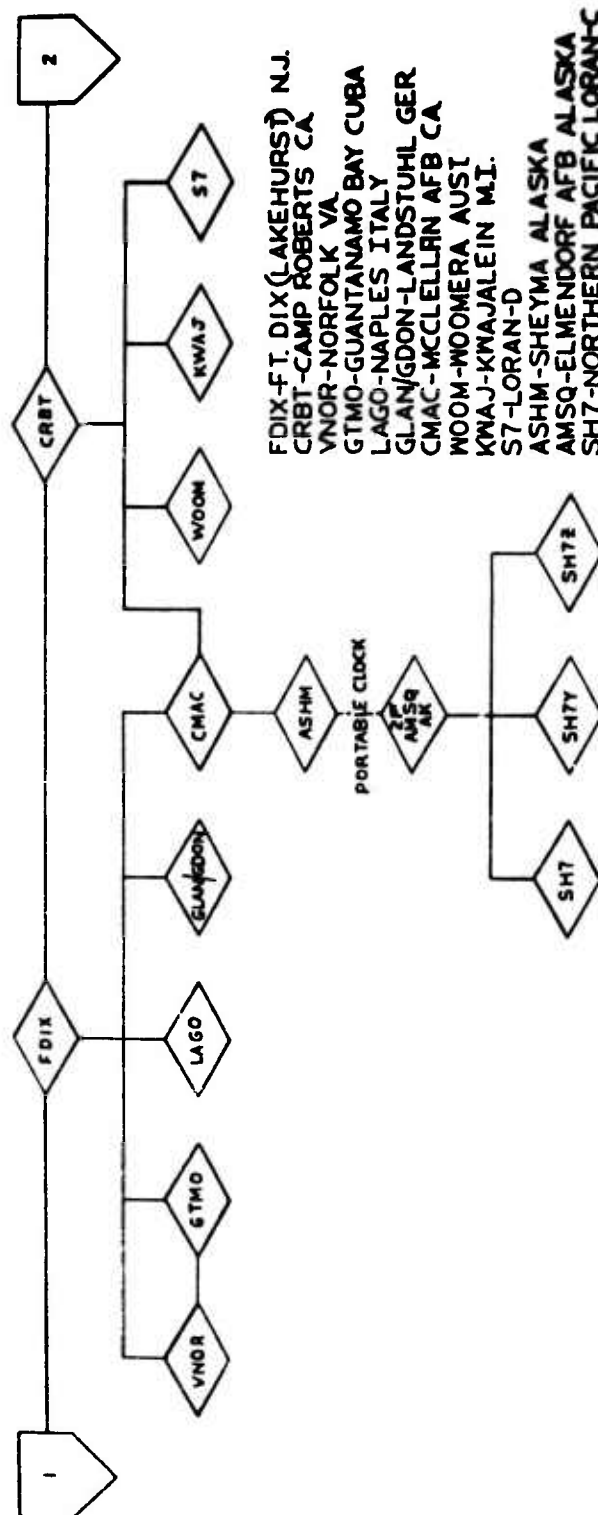 1
2
FDIX
CRBT
VNOR
GTMO
LAGO
GLAN/GDON
CMAC
WOOM
KWAJ
S7
ASHM
PORTABLE CLOCK
AMSQ
AK
SH7
SH7Y
SH7Z
FDIX-FT. DIX (LAKEHURST) N.J.
CRBT-CAMP ROBERTS CA
VNOR-NORFOLK VA
GTMO-GUANTANAMO BAY CUBA
LAGO-NAPLES ITALY
GLAN/GDON-LANDSTUHL GER
CMAC-MCCLELLAN AFB CA
WOOM-WOOMERA AUST
KWAJ-KWAJALEIN M.I.
S7-LORAN-D
ASHM-SHEYMA ALASKA
AMSQ-ELMENDORF AFB ALASKA
SH7-NORTHERN PACIFIC LORAN-C